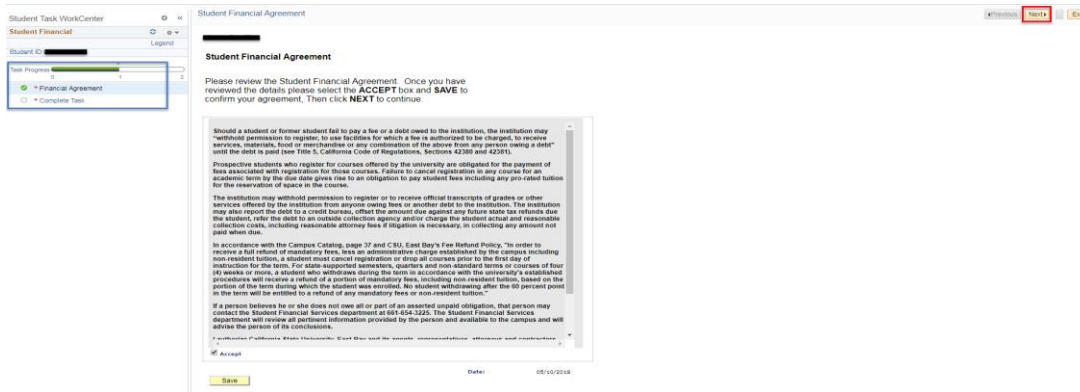 Student Task WorkCenter
Student Financial
Legend
Student ID:
Task Progress
0 1 2
* Financial Agreement
* Complete Task
Student Financial Agreement
Previous Next
Student Financial Agreement
Please review the Student Financial Agreement. Once you have
reviewed the details please select the ACCEPT box and SAVE to
confirm your agreement, Then click NEXT to continue.
Should a student or former student fail to pay a fee or a debt owed to the institution, the institution may
"withhold permission to register, to use facilities for which a fee is authorized to be charged, to receive
services, materials, food or merchandise or any combination of the above from any person owing a debt"
until the debt is paid (see Title 5, California Code of Regulations, Sections 42380 and 42381).
Prospective students who register for courses offered by the university are obligated for the payment of
fees associated with registration for those courses. Failure to cancel registration in any course for an
academic term by the due date gives rise to an obligation to pay student fees including any pro-rated tuition
for the reservation of space in the course.
The institution may withhold permission to register or to receive official transcripts of grades or other
services offered by the institution from anyone owing fees or another debt to the institution. The institution
may also report the debt to a credit bureau, offset the amount due against any future state tax refunds due
the student, refer the debt to an outside collection agency and/or charge the student actual and reasonable
collection costs, including reasonable attorney fees if litigation is necessary, in collecting any amount not
paid when due.
In accordance with the Campus Catalog, page 37 and CSU, East Bay's Fee Refund Policy, "In order to
receive a full refund of mandatory fees, less an administrative charge established by the campus including
non-resident tuition, a student must cancel registration or drop all courses prior to the first day of
instruction for the term. For state-supported semesters, quarters and non-standard terms or courses of four
(4) weeks or more, a student who withdraws during the term in accordance with the university's established
procedures will receive a refund of a portion of mandatory fees, including non-resident tuition, based on the
portion of the term during which the student was enrolled. No student withdrawing after the 60 percent point
in the term will be entitled to a refund of any mandatory fees or non-resident tuition."
If a person believes he or she does not owe all or part of an asserted unpaid obligation, that person may
contact the Student Financial Services department at 661-654-3225. The Student Financial Services
department will review all pertinent information provided by the person and available to the campus and will
advise the person of its conclusions.
I authorize California State University, East Bay and its agents, representatives, attorneys and contractors
Accept
Date: 05/10/2018
Save